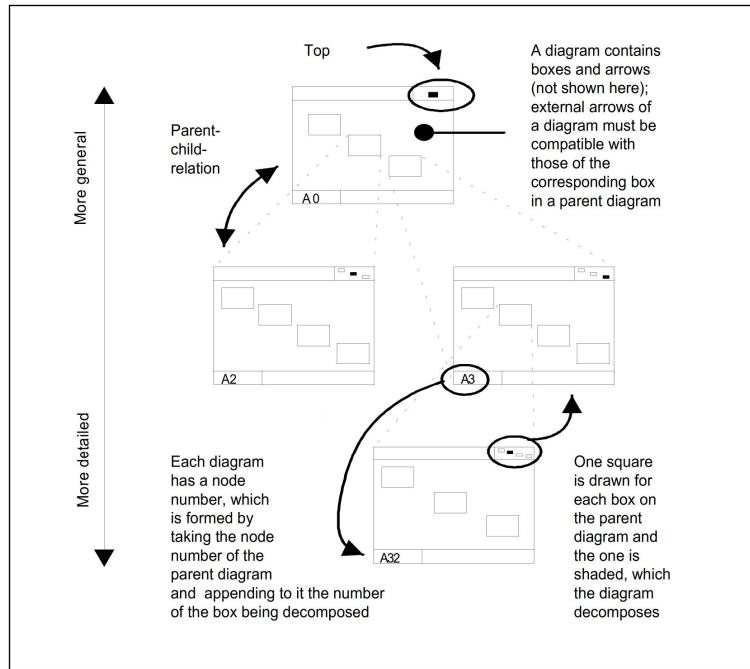 Top
A diagram contains
boxes and arrows
(not shown here);
external arrows of
a diagram must be
compatible with
those of the
corresponding box
in a parent diagram
More general
Parent-
child-
relation
A 0
A2
A3
More detailed
Each diagram
has a node
number, which
is formed by
taking the node
number of the
parent diagram
and appending to it the number
of the box being decomposed
A32
One square
is drawn for
each box on
the parent
diagram and
the one is
shaded, which
the diagram
decomposes